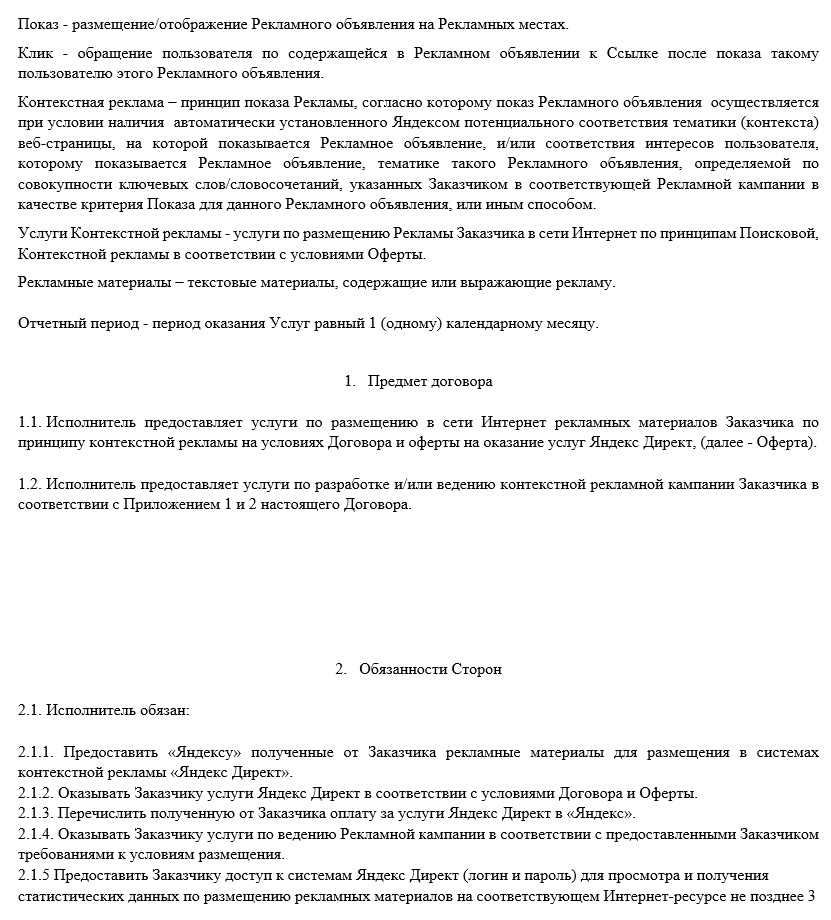 Показ - размещение/отображение Рекламного объявления на Рекламных местах.
Клик - обращение пользователя по содержащейся в Рекламном объявлении к Ссылке после показа такому
пользователю этого Рекламного объявления.
Контекстная реклама – принцип показа Рекламы, согласно которому показ Рекламного объявления осуществляется
при условии наличия автоматически установленного Яндексом потенциального соответствия тематики (контекста)
веб-страницы, на которой показывается Рекламное объявление, и/или соответствия интересов пользователя,
которому показывается Рекламное объявление, тематике такого Рекламного объявления, определяемой по
совокупности ключевых слов/словосочетаний, указанных Заказчиком в соответствующей Рекламной кампании в
качестве критерия Показа для данного Рекламного объявления, или иным способом.
Услуги Контекстной рекламы - услуги по размещению Рекламы Заказчика в сети Интернет по принципам Поисковой,
Контекстной рекламы в соответствии с условиями Оферты.
Рекламные материалы – текстовые материалы, содержащие или выражающие рекламу.
Отчетный период - период оказания Услуг равный 1 (одному) календарному месяцу.
1. Предмет договора
1.1. Исполнитель предоставляет услуги по размещению в сети Интернет рекламных материалов Заказчика по
принципу контекстной рекламы на условиях Договора и оферты на оказание услуг Яндекс Директ, (далее - Оферта).
1.2. Исполнитель предоставляет услуги по разработке и/или ведению контекстной рекламной кампании Заказчика в
соответствии с Приложением 1 и 2 настоящего Договора.
2. Обязанности Сторон
2.1. Исполнитель обязан:
2.1.1. Предоставить «Яндексу» полученные от Заказчика рекламные материалы для размещения в системах
контекстной рекламы «Яндекс Директ».
2.1.2. Оказывать Заказчику услуги Яндекс Директ в соответствии с условиями Договора и Оферты.
2.1.3. Перечислить полученную от Заказчика оплату за услуги Яндекс Директ в «Яндекс».
2.1.4. Оказывать Заказчику услуги по ведению Рекламной кампании в соответствии с предоставленными Заказчиком
требованиями к условиям размещения.
2.1.5 Предоставить Заказчику доступ к системам Яндекс Директ (логин и пароль) для просмотра и получения
статистических данных по размещению рекламных материалов на соответствующем Интернет-ресурсе не позднее 3